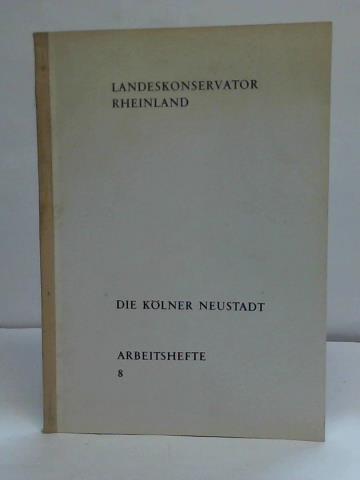 LANDESKONSERVATOR
RHEINLAND
DIE KÖLNER NEUSTADT
ARBEITSHEFTE
8